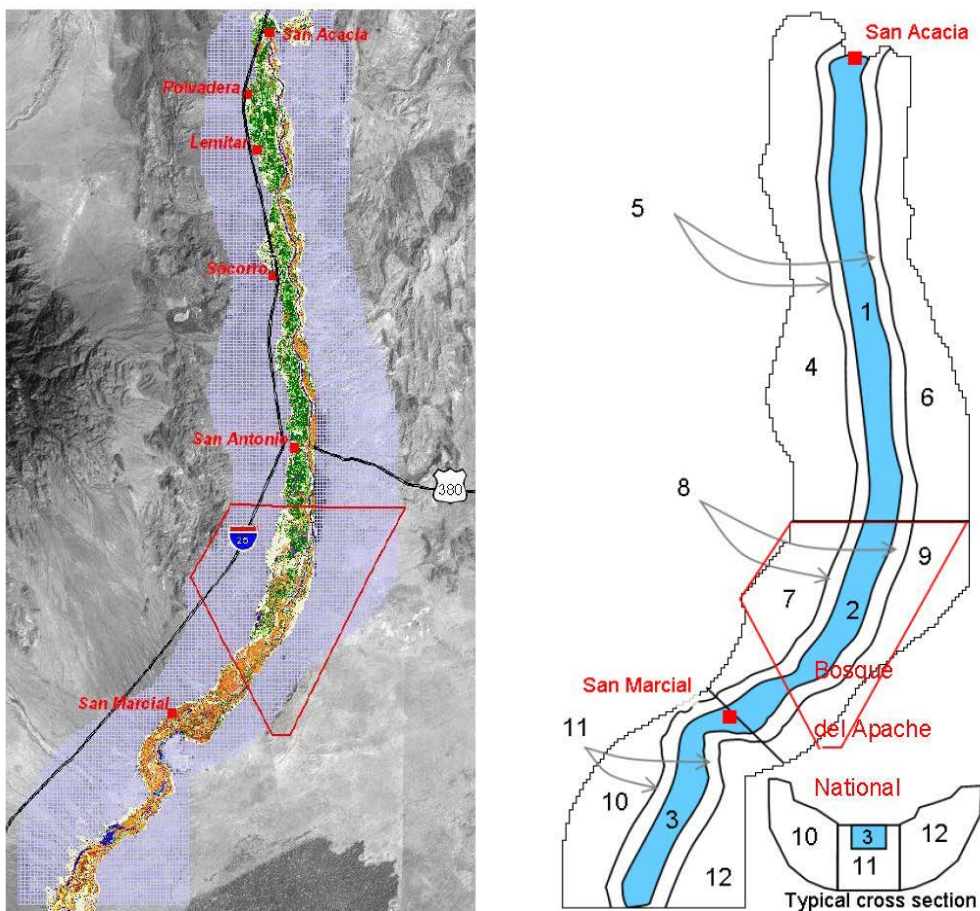 San Acacia
Polvadera
Lemitar
Socorro
San Antonio
380
25
San Marcial
San Acacia
5
1
4
6
8
9
7
2
Bosque
San Marcial
del Apache
11
10
3
12
National
10
3
12
11
Typical cross section